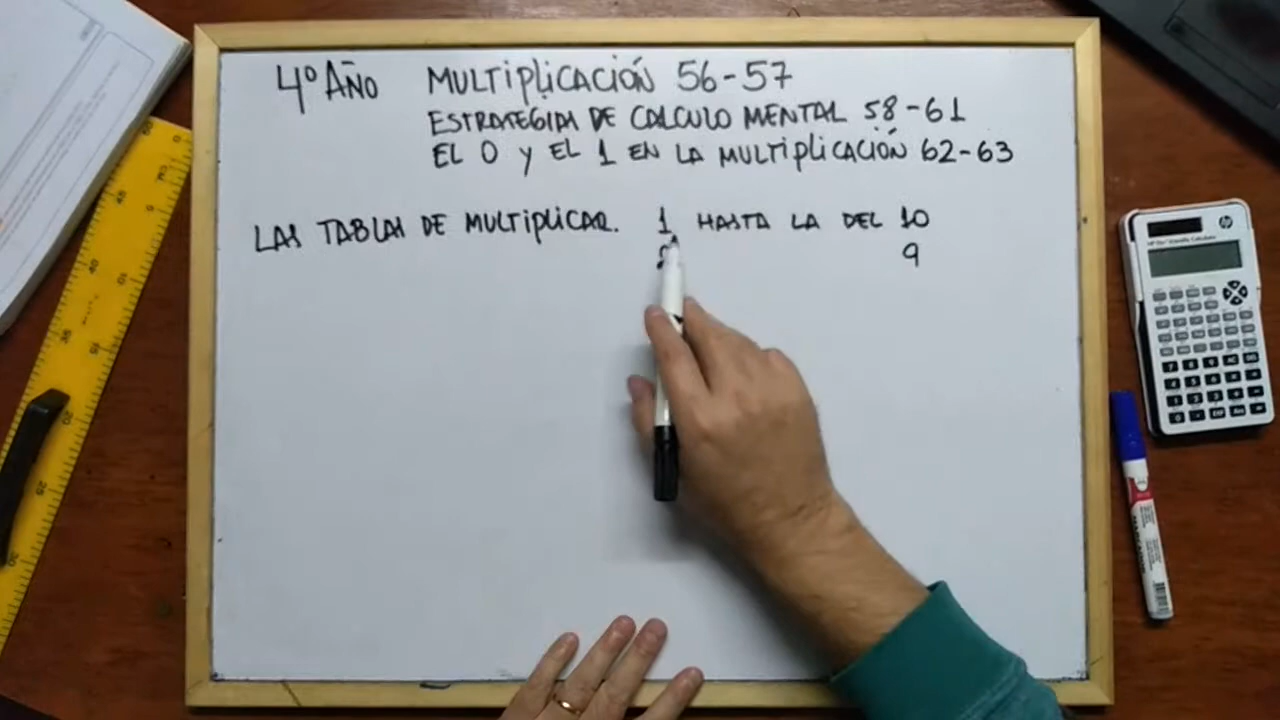 4º AÑO MULTIPLICACIÓN 56-57
ESTRATEGIA DE CALCULO MENTAL 58-61
EL 0 Y EL 1 EN LA MULTIPLICACIÓN 62-63
LAS TABLAS DE MULTIPLICAR. 1 HASTA LA DEL 10
9
hp